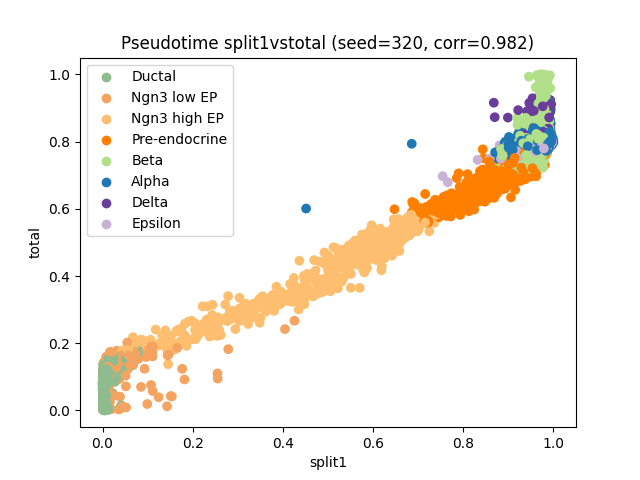 Pseudotime split1vstotal (seed=320, corr=0.982)
Ductal
Ngn3 low EP
Ngn3 high EP
Pre-endocrine
Beta
Alpha
Delta
Epsilon
1.0
0.8
0.6
0.4
0.2
0.0
total
0.0 0.2 0.4 0.6 0.8 1.0
split1